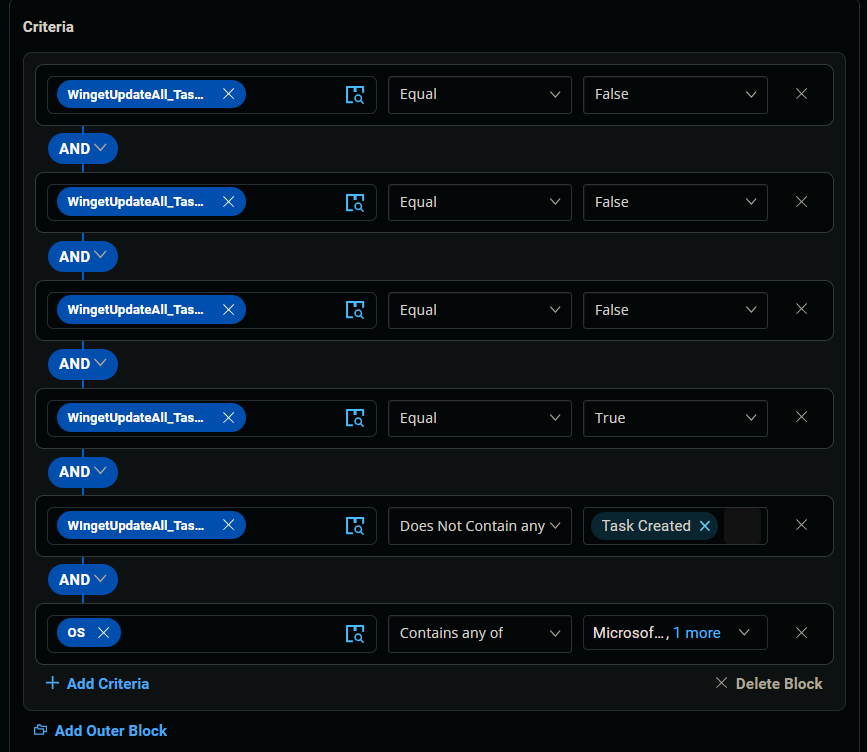 Criteria
WingetUpdateAll_Tas... Equal False
AND
WingetUpdateAll_Tas... Equal False
AND
WingetUpdateAll_Tas... Equal False
AND
WingetUpdateAll_Tas... Equal True
AND
WIngetUpdateAll_Tas... Does Not Contain any Task Created
AND
OS Contains any of Microsof..., 1 more
Add Criteria Delete Block
Add Outer Block